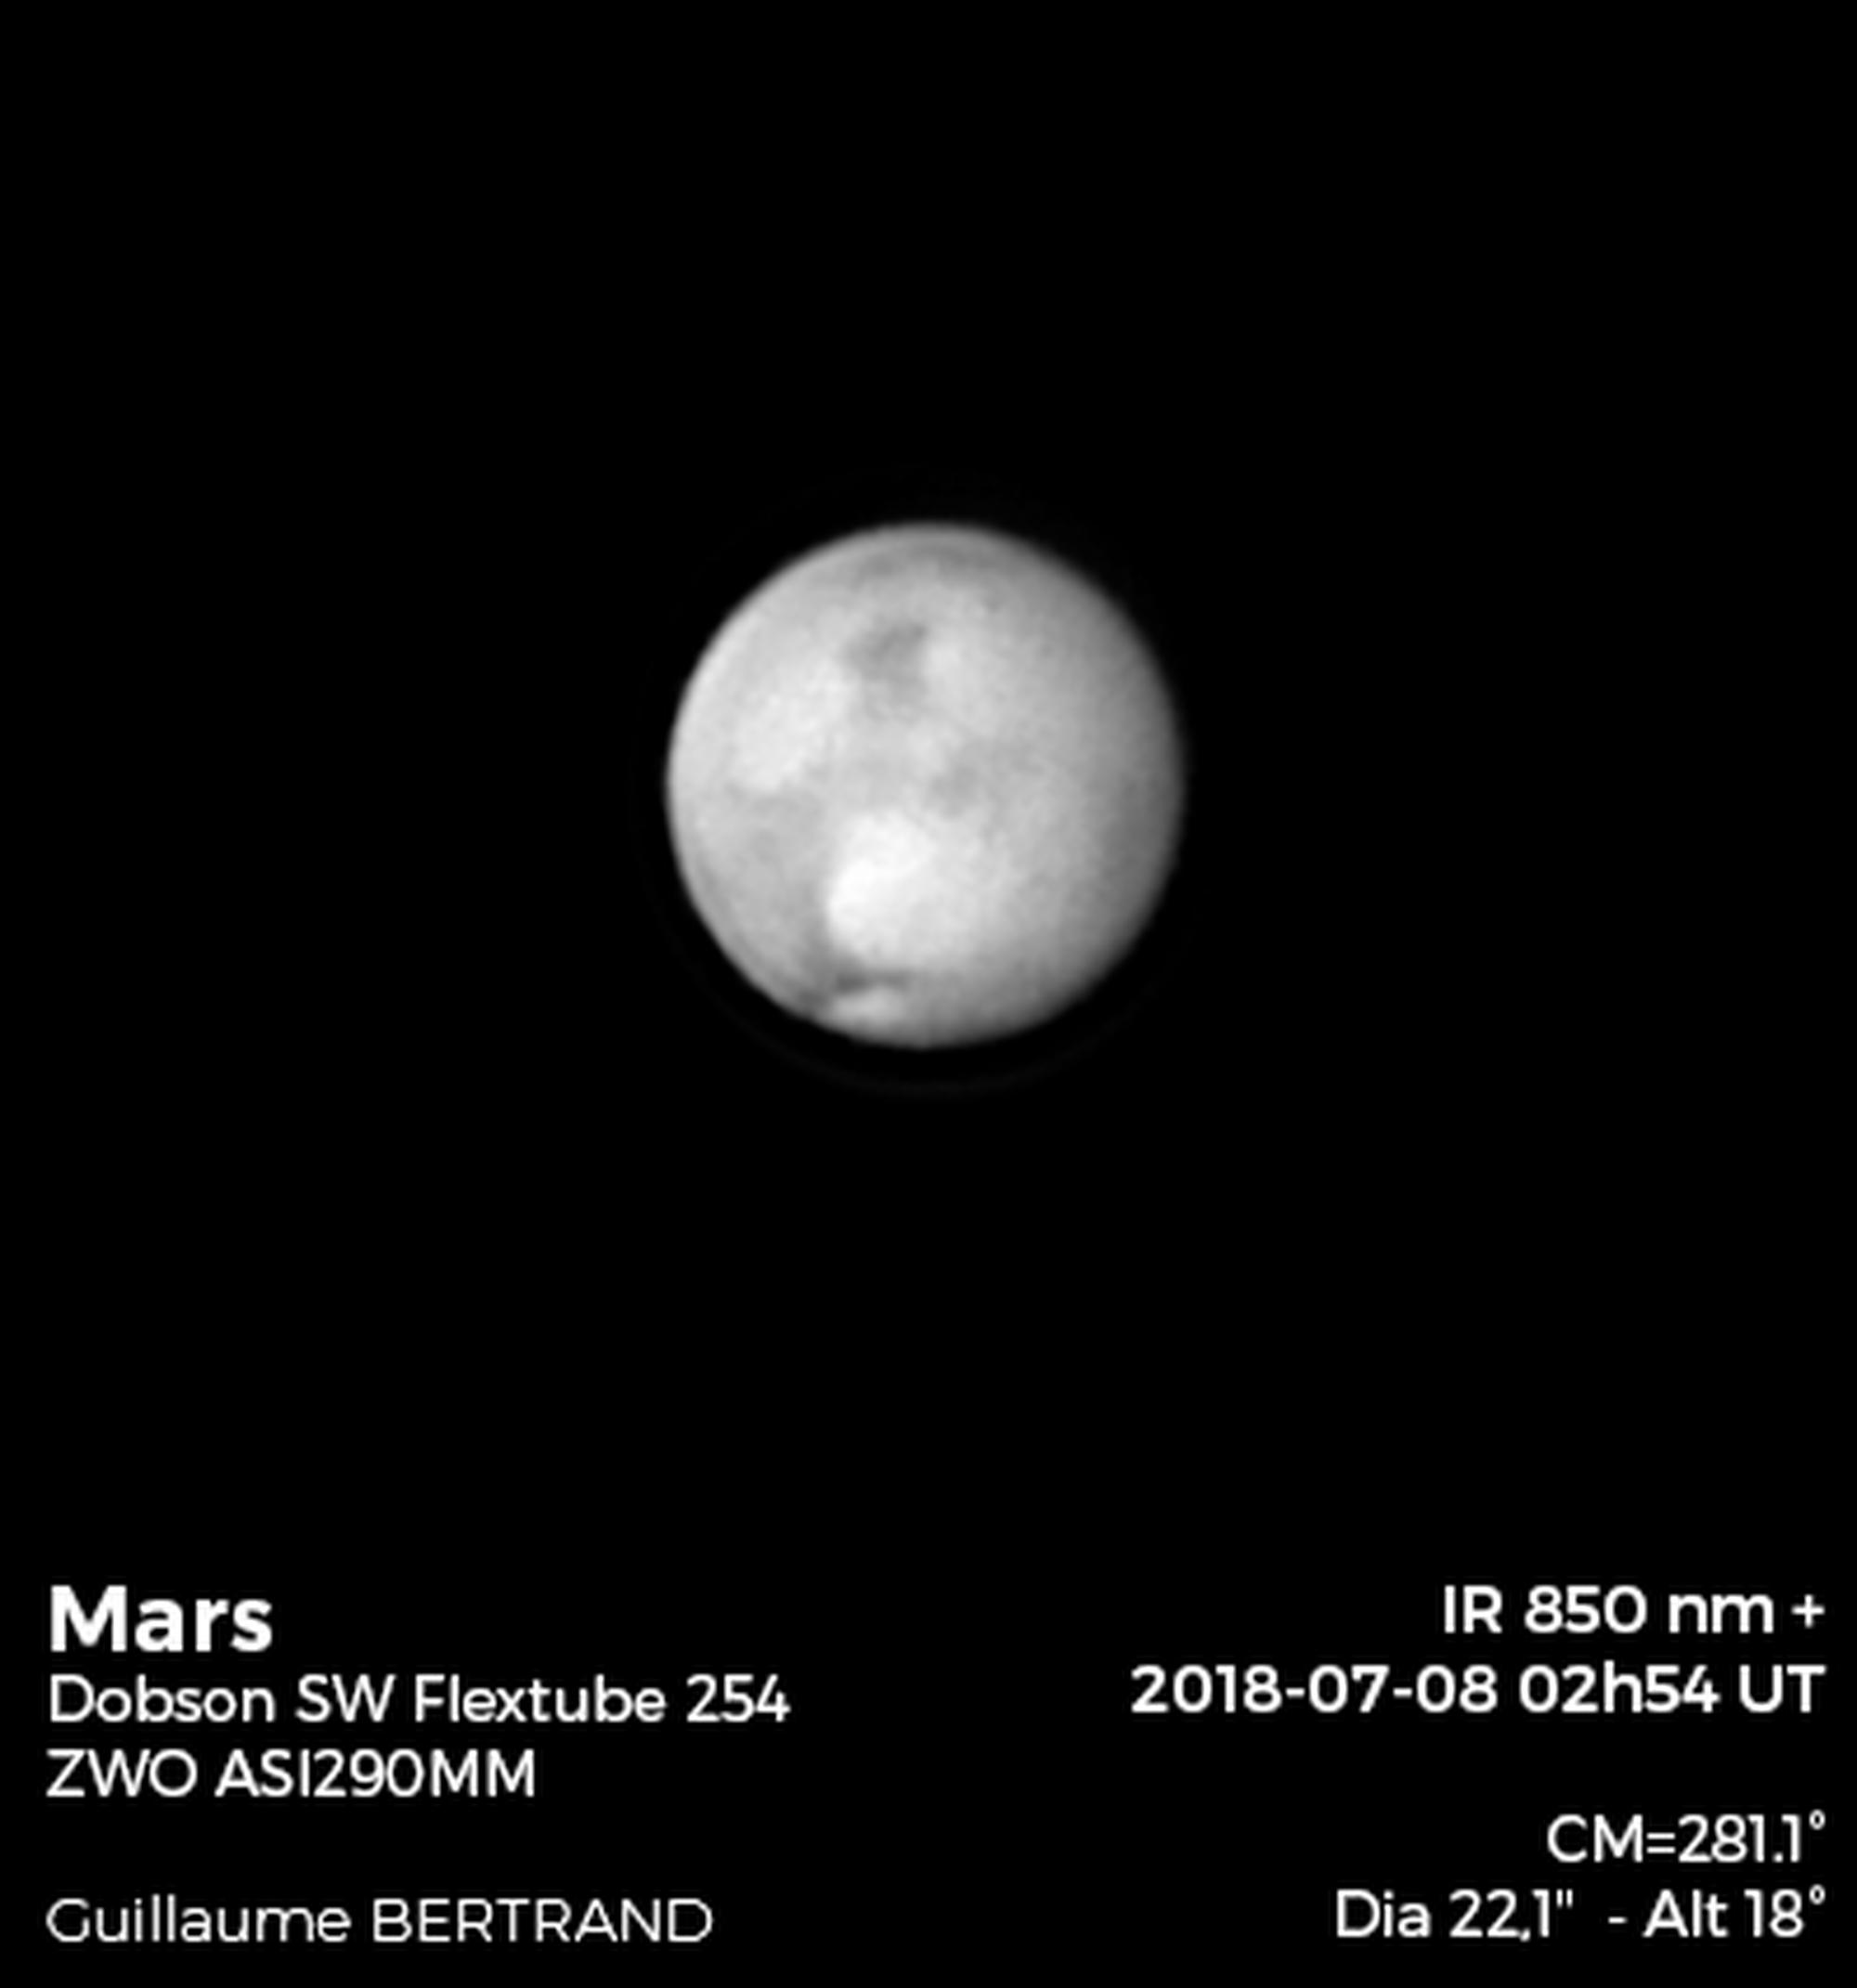 Mars
Dobson SW Flextube 254
ZWO ASI290MM
Guillaume BERTRAND
IR 850 nm +
2018-07-08 02h54 UT
CM=281.1°
Dia 22,1" - Alt 18°